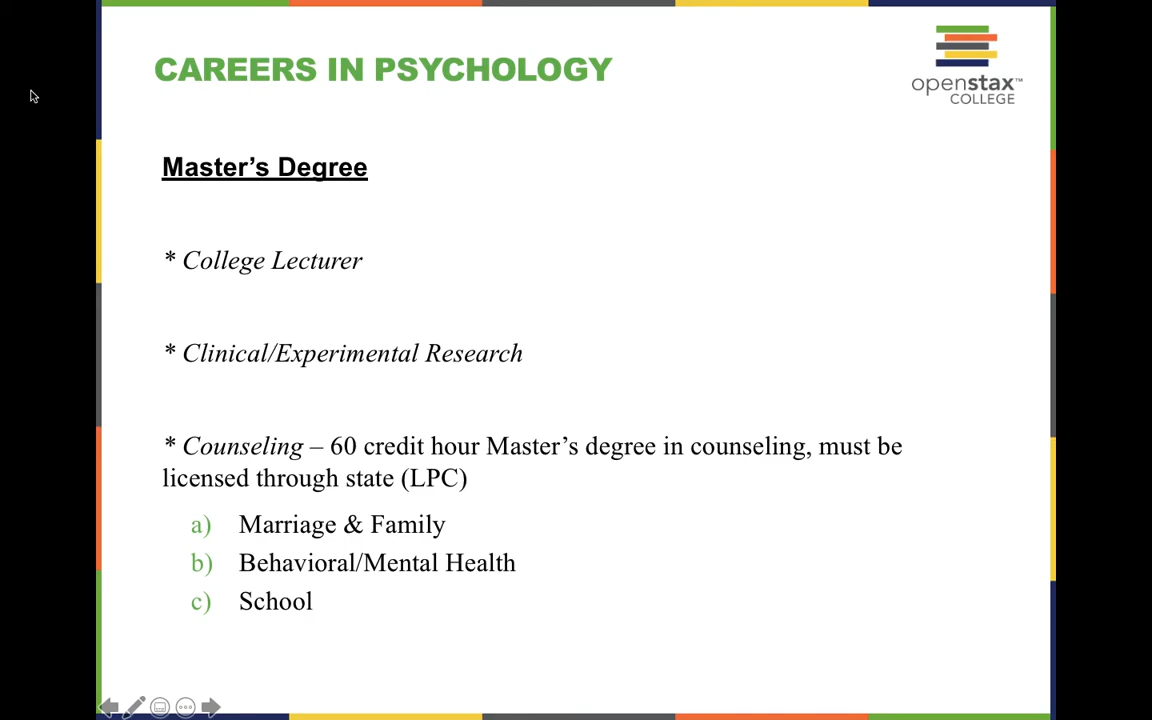 CAREERS IN PSYCHOLOGY
openstax™
COLLEGE
Master’s Degree
* College Lecturer
* Clinical/Experimental Research
* Counseling – 60 credit hour Master’s degree in counseling, must be
licensed through state (LPC)
a) Marriage & Family
b) Behavioral/Mental Health
c) School